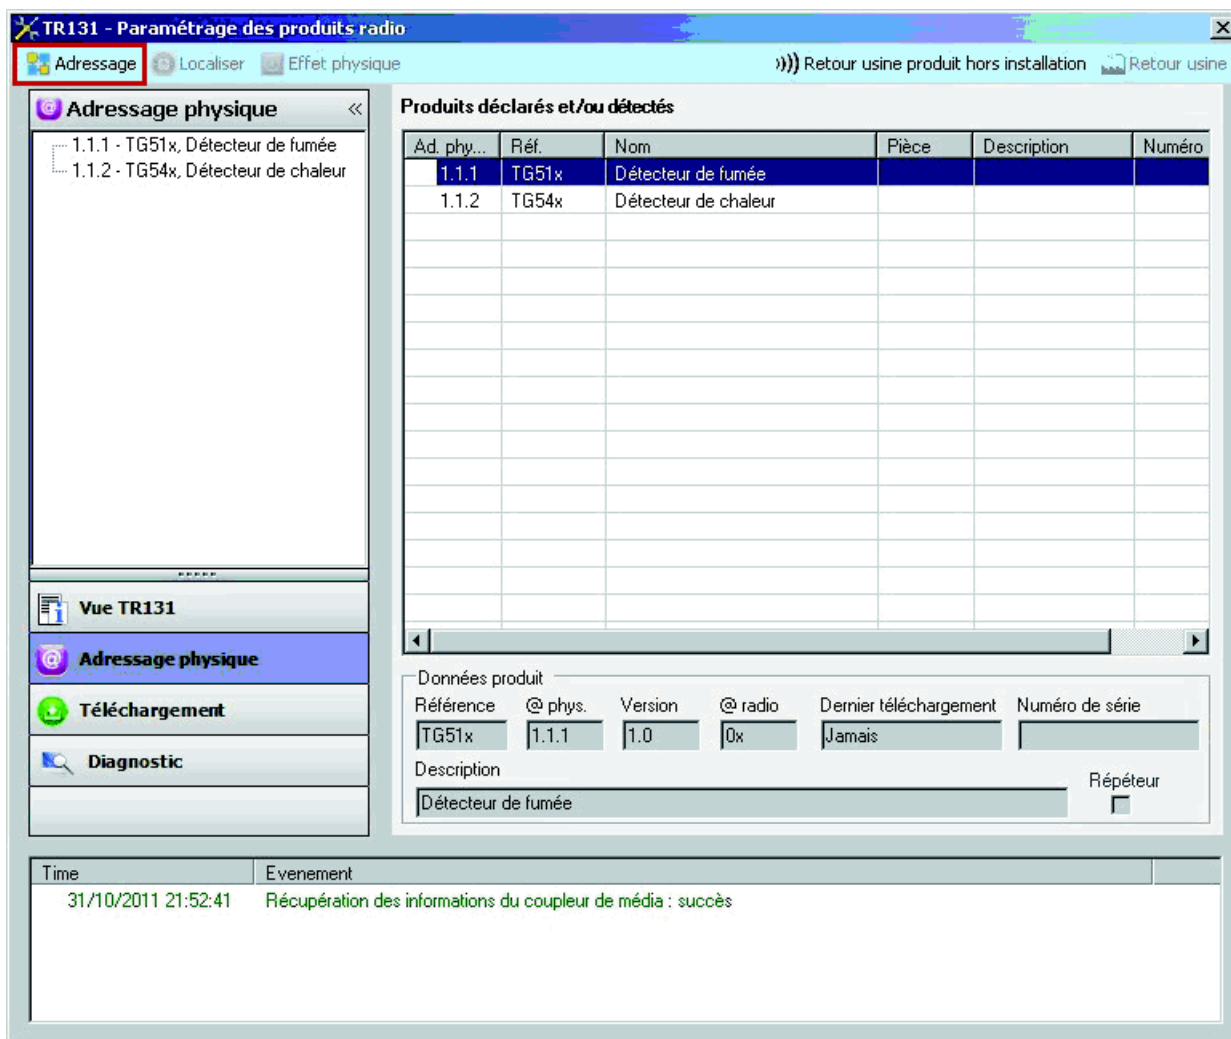 TR131 - Paramétrage des produits radio
Adressage Localiser Effet physique ))) Retour usine produit hors installation Retour usine
Adressage physique «
1.1.1 - TG51x, Détecteur de fumée
1.1.2 - TG54x, Détecteur de chaleur
Vue TR131
Adressage physique
Téléchargement
Diagnostic
Produits déclarés et/ou détectés
Ad. phy... Réf. Nom Pièce Description Numéro
1.1.1 TG51x Détecteur de fumée
1.1.2 TG54x Détecteur de chaleur
Données produit
Référence @ phys. Version @ radio Dernier téléchargement Numéro de série
TG51x 1.1.1 1.0 0x Jamais
Description
Répéteur
Détecteur de fumée
Time Evenement
31/10/2011 21:52:41 Récupération des informations du coupleur de média : succès